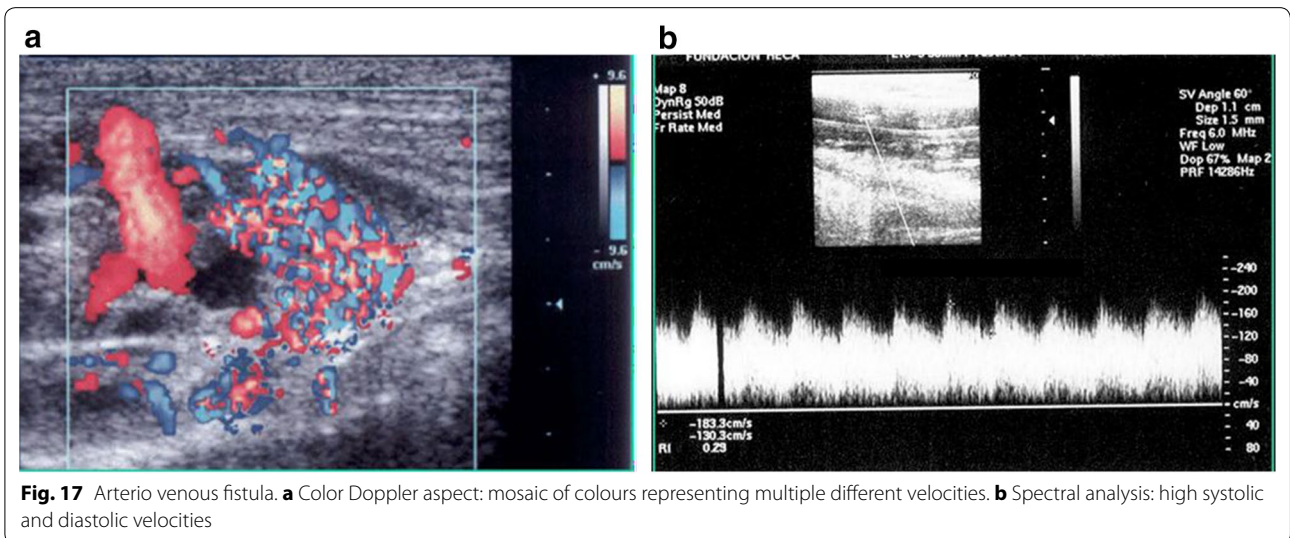 a
b
+ 9.6
- 9.6
cm/s
FUNDACION HECA
Map 8
DynRg 50dB
Persist Med
Fr Rate Med
SV Angle 60°
Dep 1.1 cm
Size 1.5 mm
Freq 6.0 MHz
WF Low
Dop 67% Map 2
PRF 14286Hz
-240
-200
-160
-120
-80
-40
cm/s
40
80
-183.3cm/s
-130.3cm/s
RI 0.29
Fig. 17 Arterio venous fistula. a Color Doppler aspect: mosaic of colours representing multiple different velocities. b Spectral analysis: high systolic
and diastolic velocities